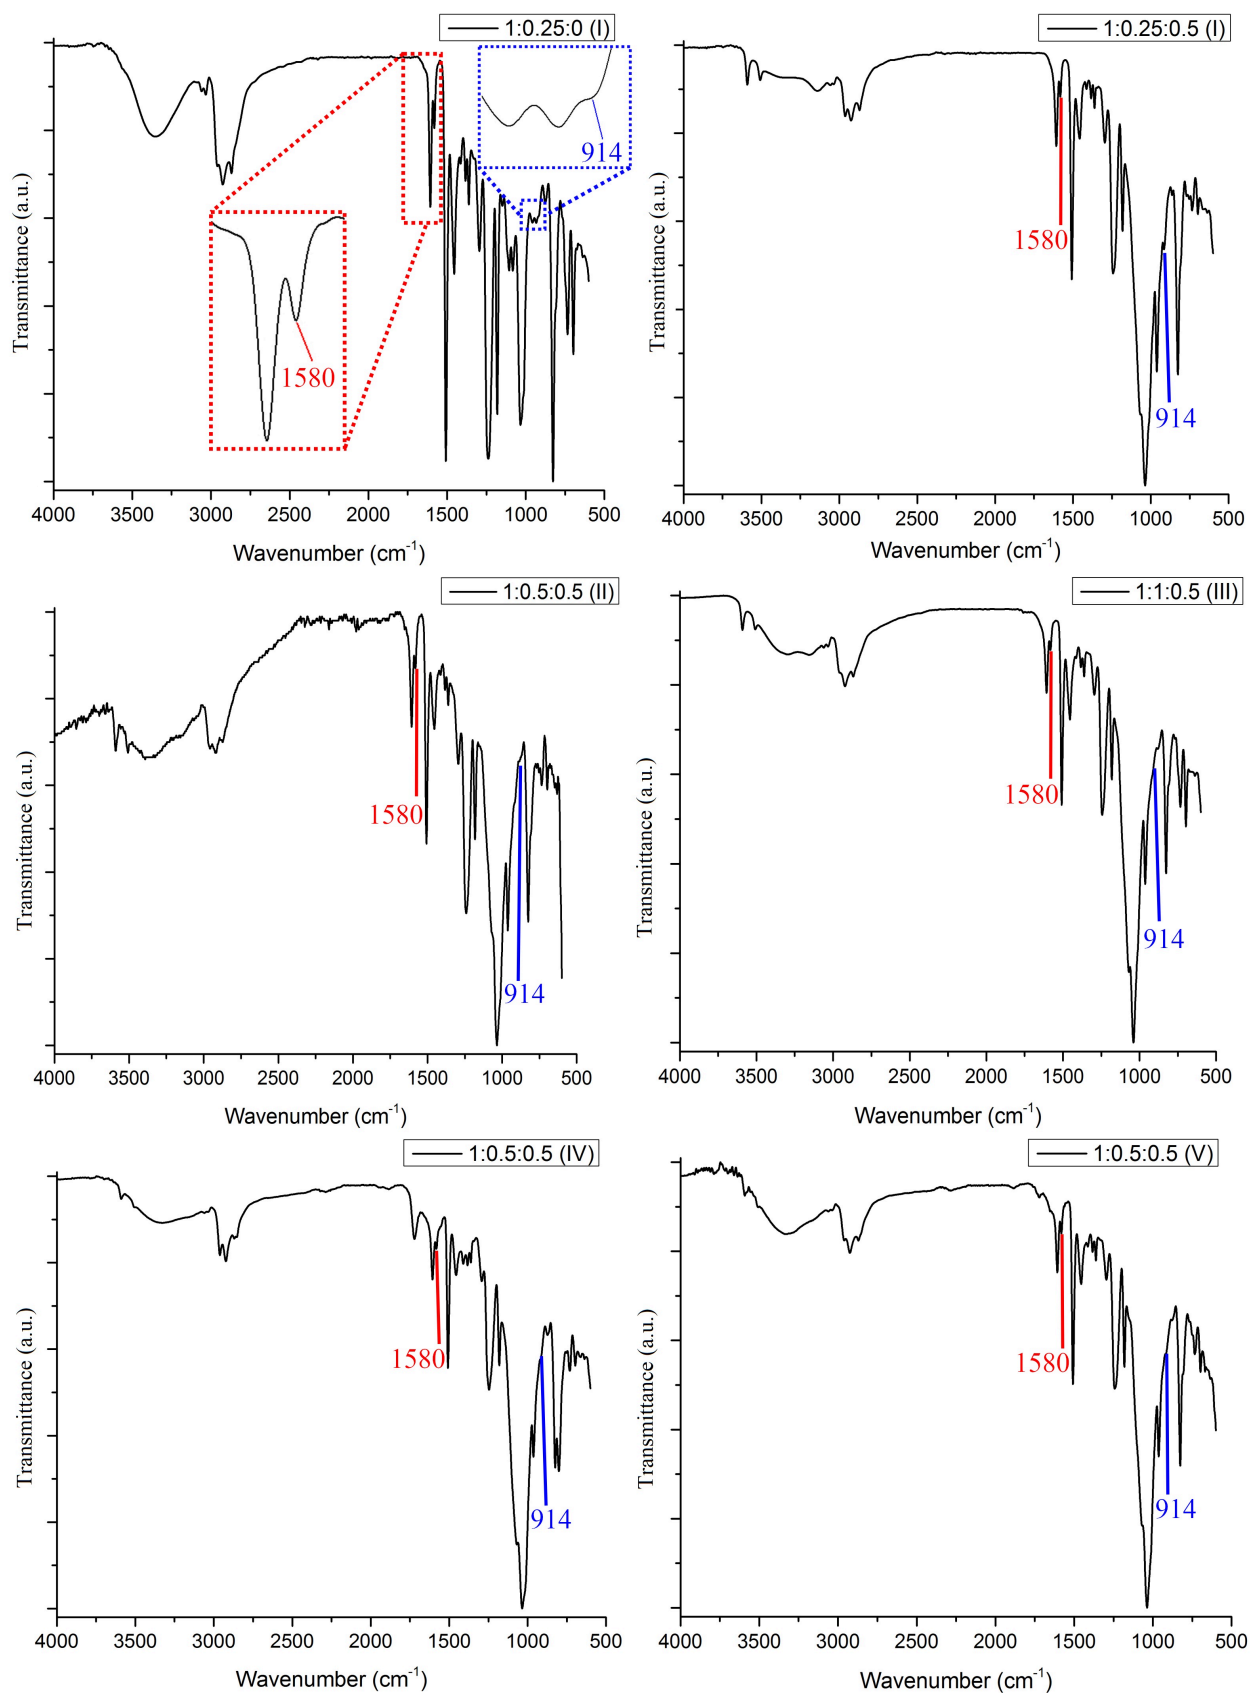 1:0.25:0 (I)
914
1580
Transmittance (a.u.)
4000 3500 3000 2500 2000 1500 1000 500
Wavenumber (cm-1)
1:0.25:0.5 (I)
1580
914
Transmittance (a.u.)
4000 3500 3000 2500 2000 1500 1000 500
Wavenumber (cm-1)
1:0.5:0.5 (II)
1580
914
Transmittance (a.u.)
4000 3500 3000 2500 2000 1500 1000 500
Wavenumber (cm-1)
1:1:0.5 (III)
1580
914
Transmittance (a.u.)
4000 3500 3000 2500 2000 1500 1000 500
Wavenumber (cm-1)
1:0.5:0.5 (IV)
1580
914
Transmittance (a.u.)
4000 3500 3000 2500 2000 1500 1000 500
Wavenumber (cm-1)
1:0.5:0.5 (V)
1580
914
Transmittance (a.u.)
4000 3500 3000 2500 2000 1500 1000 500
Wavenumber (cm-1)